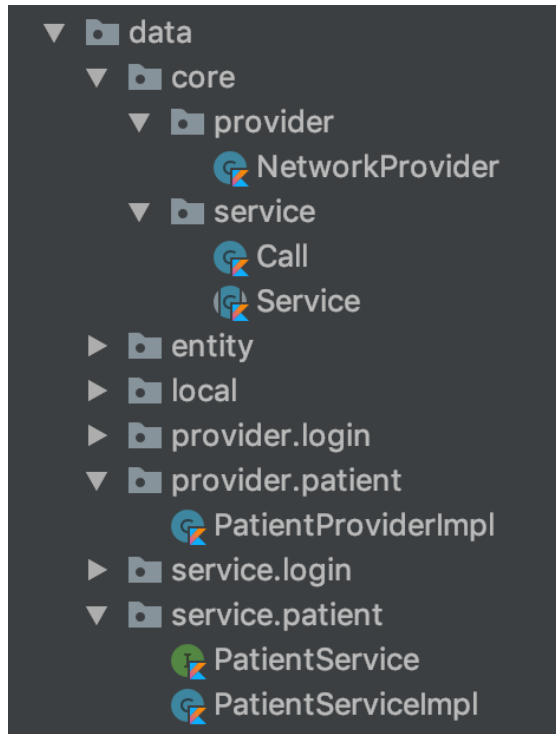 data
core
provider
NetworkProvider
service
Call
Service
entity
local
provider.login
provider.patient
PatientProviderImpl
service.login
service.patient
PatientService
PatientServiceImpl